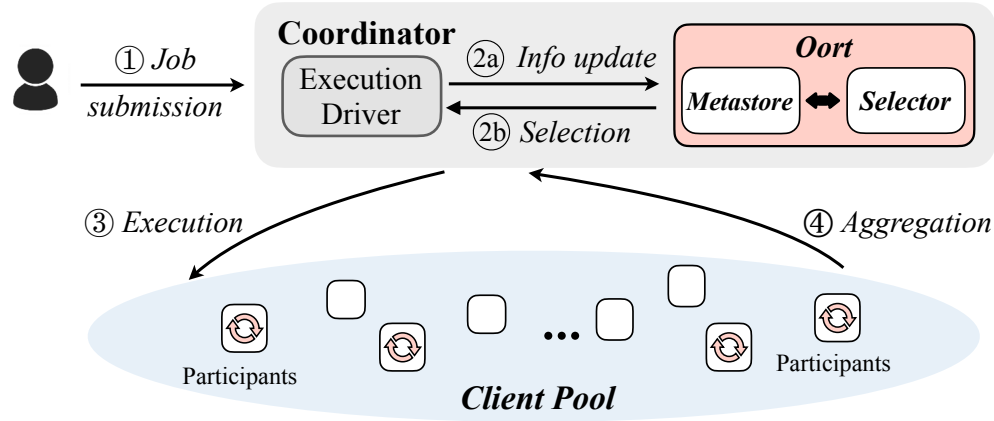 Coordinator
① Job
submission
Execution
Driver
2a Info update
2b Selection
Oort
Metastore
Selector
③ Execution
④ Aggregation
...
Participants
Participants
Client Pool